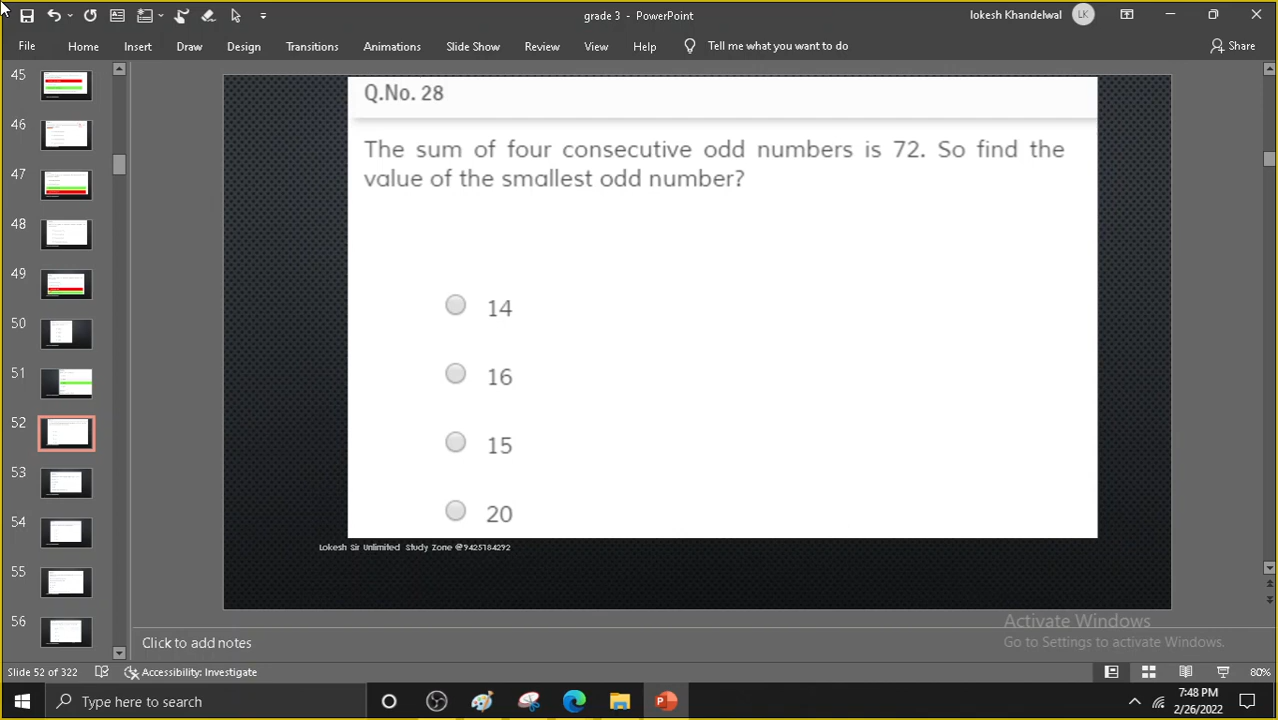 grade 3 - PowerPoint
lokesh Khandelwal
LK
File Home Insert Draw Design Transitions Animations Slide Show Review View Help Tell me what you want to do Share
45
46
47
48
49
50
51
52
53
54
55
56
Q.No. 28
The sum of four consecutive odd numbers is 72. So find the
value of the smallest odd number?
14
16
15
20
Lokesh Sir Unlimited Study Zone @9425184292
Activate Windows
Go to Settings to activate Windows.
Click to add notes
Slide 52 of 322 Accessibility: Investigate 80%
Type here to search
7:48 PM
2/26/2022